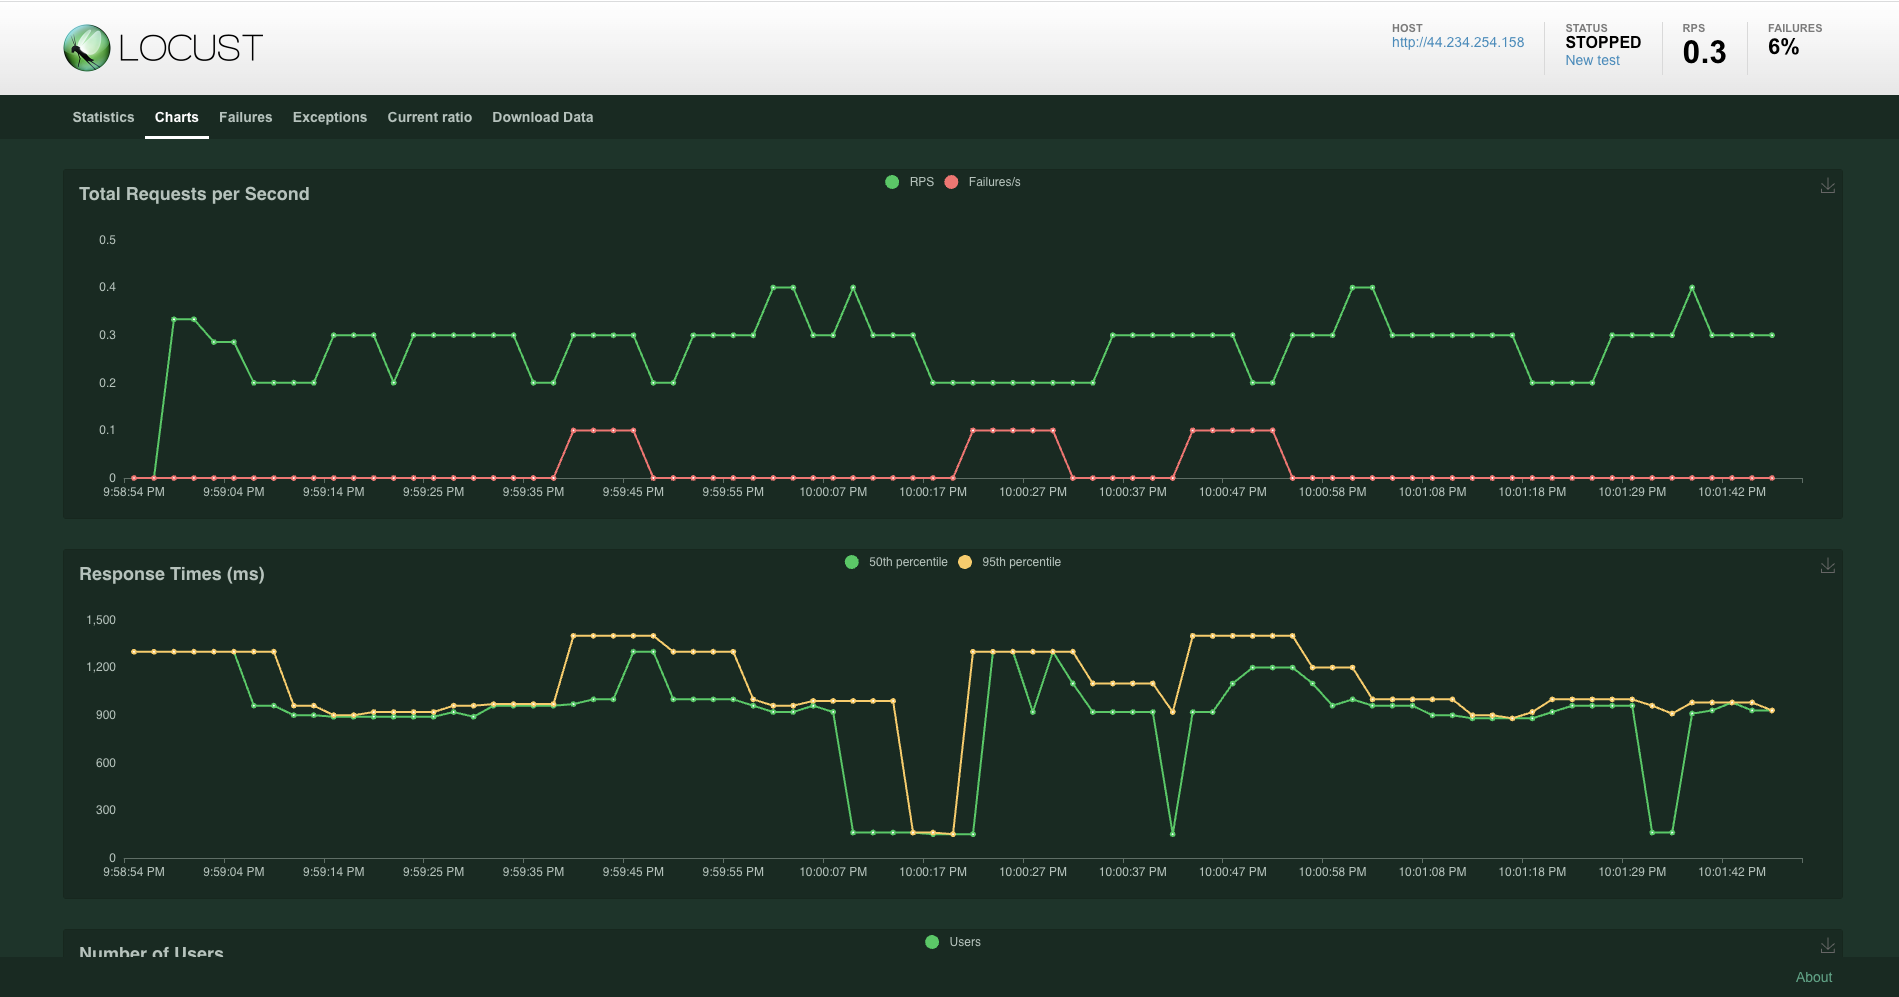 LOCUST
HOST
http://44.234.254.158
STATUS
STOPPED
New test
RPS
0.3
FAILURES
6%
Statistics Charts Failures Exceptions Current ratio Download Data
Total Requests per Second
RPS Failures/s
0.5
0.4
0.3
0.2
0.1
0
9:58:54 PM 9:59:04 PM 9:59:14 PM 9:59:25 PM 9:59:35 PM 9:59:45 PM 9:59:55 PM 10:00:07 PM 10:00:17 PM 10:00:27 PM 10:00:37 PM 10:00:47 PM 10:00:58 PM 10:01:08 PM 10:01:18 PM 10:01:29 PM 10:01:42 PM
Response Times (ms)
50th percentile 95th percentile
1,500
1,200
900
600
300
0
9:58:54 PM 9:59:04 PM 9:59:14 PM 9:59:25 PM 9:59:35 PM 9:59:45 PM 9:59:55 PM 10:00:07 PM 10:00:17 PM 10:00:27 PM 10:00:37 PM 10:00:47 PM 10:00:58 PM 10:01:08 PM 10:01:18 PM 10:01:29 PM 10:01:42 PM
Number of Users
Users
About